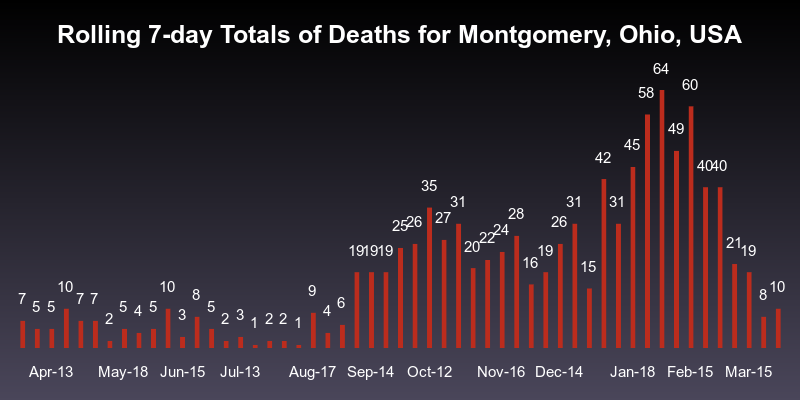 Rolling 7-day Totals of Deaths for Montgomery, Ohio, USA
7 5 5 10 7 7 2 5 4 5 10 3 8 5 2 3 1 2 2 1 9 4 6 19 19 19 25 26 35 27 31 20 22 24 28 16 19 26 31 15 42 31 45 58 64 49 60 40 40 21 19 8 10
Apr-13 May-18 Jun-15 Jul-13 Aug-17 Sep-14 Oct-12 Nov-16 Dec-14 Jan-18 Feb-15 Mar-15